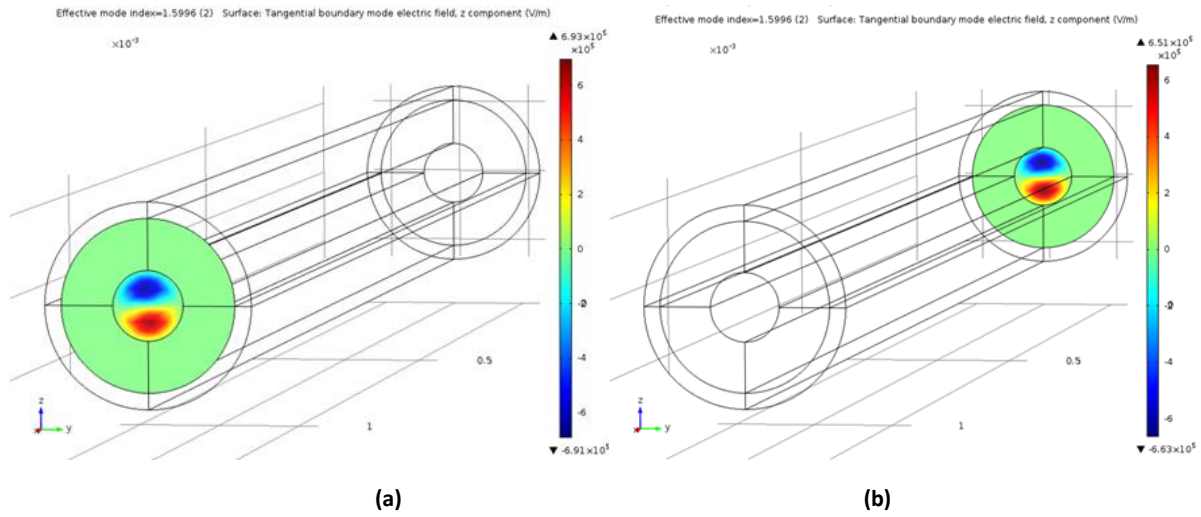 Effective mode index=1.5996 (2) Surface: Tangential boundary mode electric field, z component (V/m)
×10⁻³
▲ 6.93×10⁵
×10⁵
6
4
2
0
-2
-4
-6
▼ -6.91×10⁵
0.5
1
z
y
x
(a)
Effective mode index=1.5996 (2) Surface: Tangential boundary mode electric field, z component (V/m)
×10⁻³
▲ 6.51×10⁵
×10⁵
6
4
2
0
-2
-4
-6
▼ -6.63×10⁵
0.5
1
z
y
x
(b)